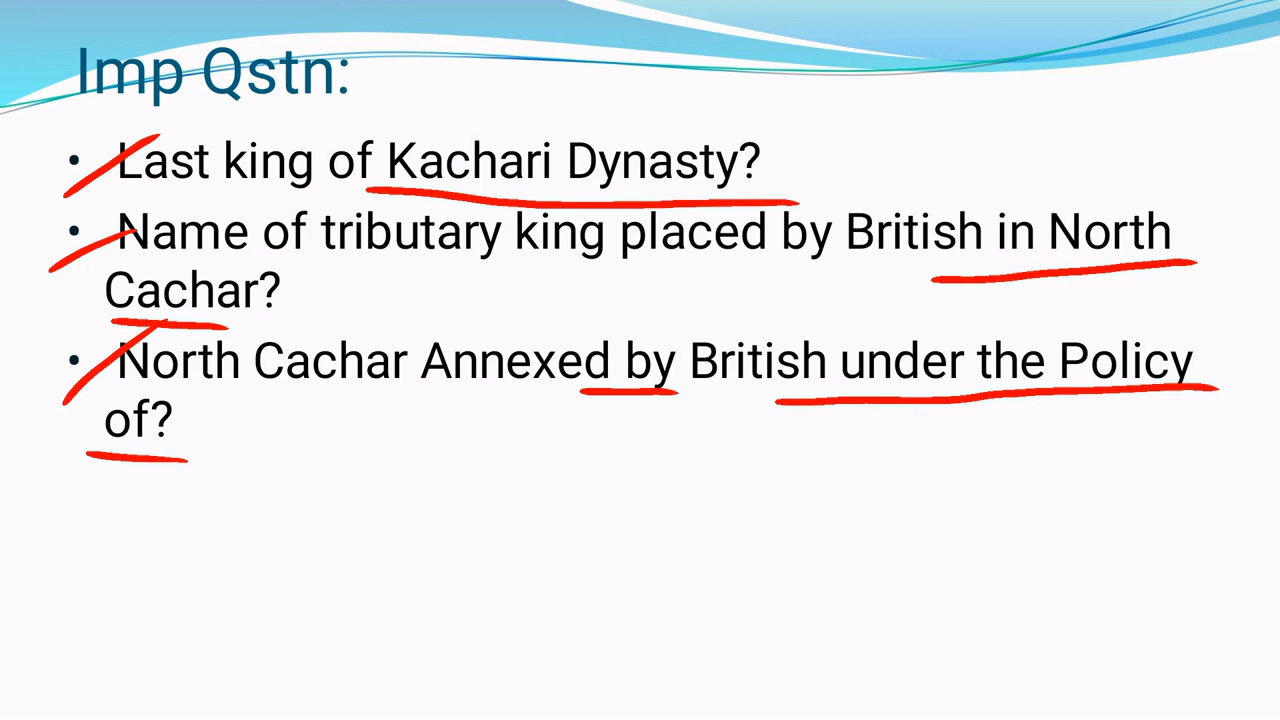 Imp Qstn:
• Last king of Kachari Dynasty?
• Name of tributary king placed by British in North
Cachar?
• North Cachar Annexed by British under the Policy
of?